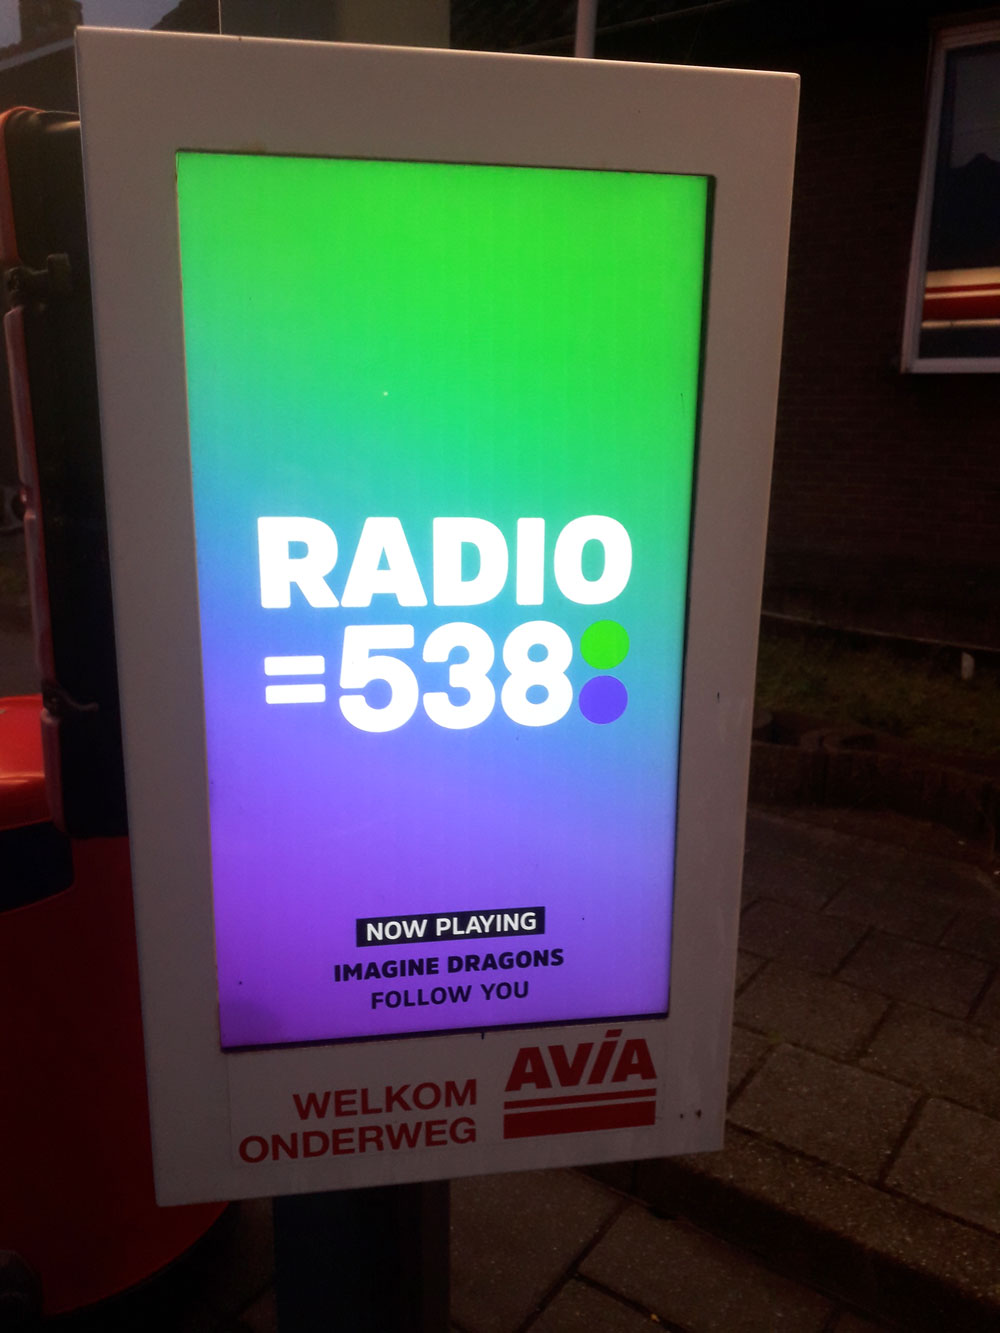 RADIO
=538
NOW PLAYING
IMAGINE DRAGONS
FOLLOW YOU
WELKOM
ONDERWEG
AVIA